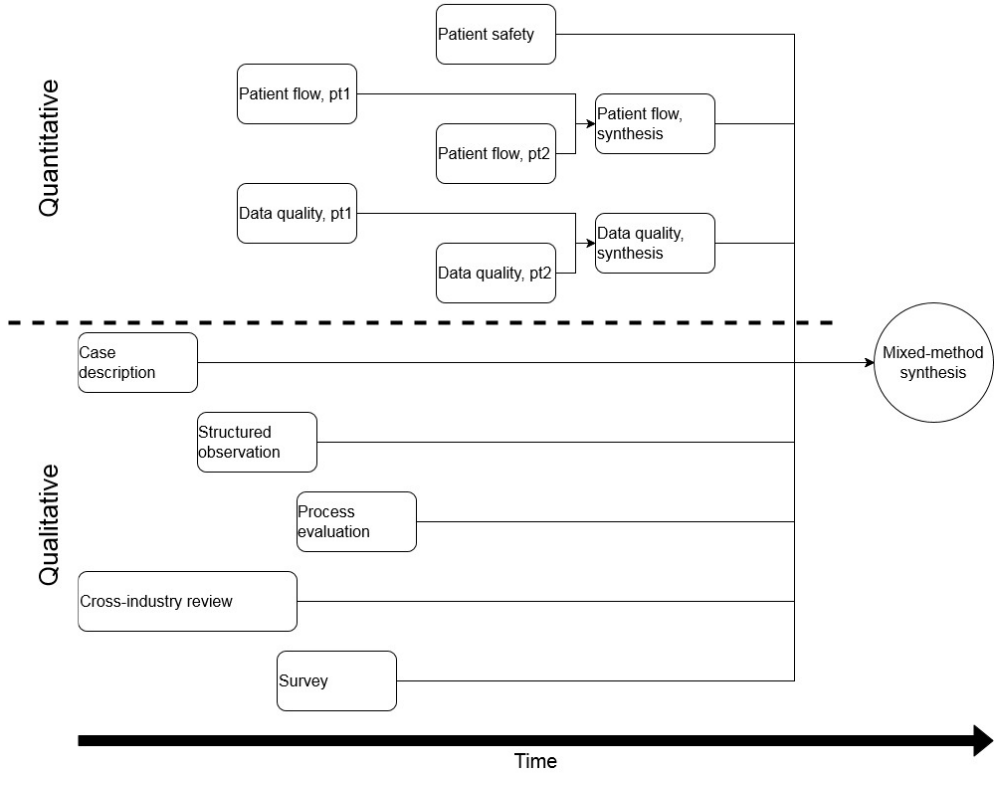 Patient safety
Quantitative
Patient flow, pt1
Patient flow,
synthesis
Patient flow, pt2
Data quality, pt1
Data quality,
synthesis
Data quality, pt2
Case
description
Mixed-method
synthesis
Structured
observation
Qualitative
Process
evaluation
Cross-industry review
Survey
Time